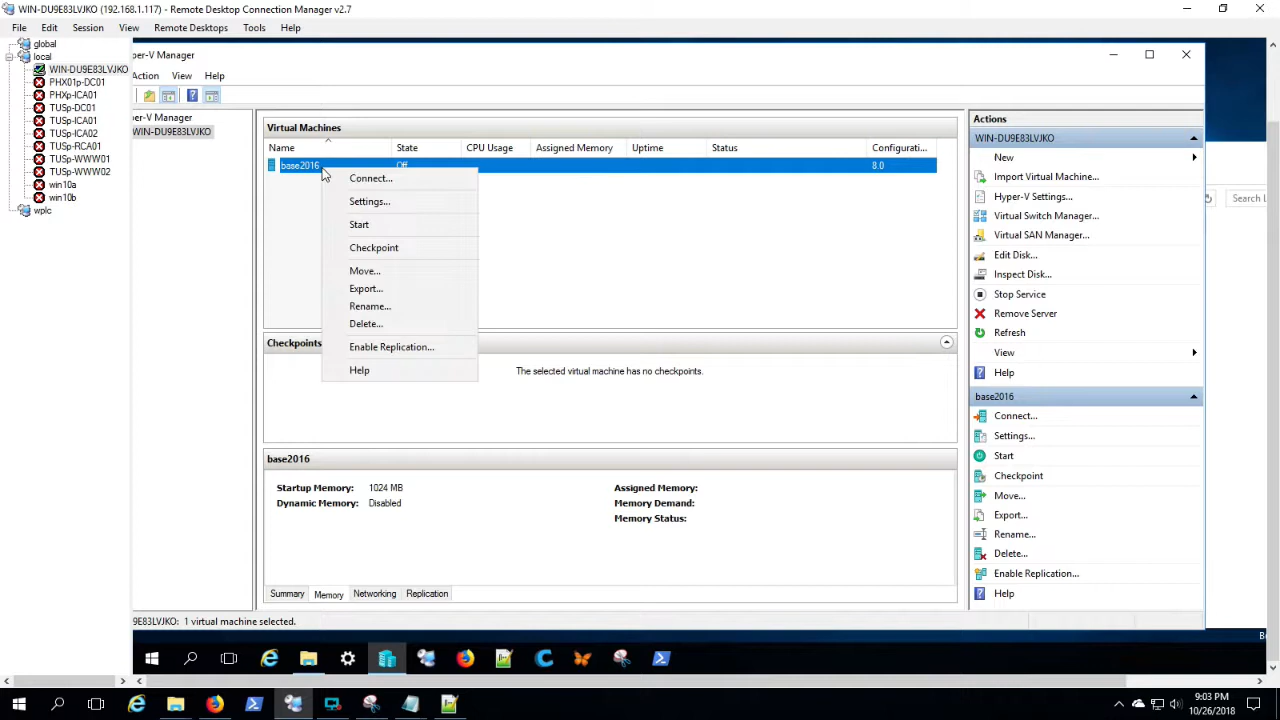 WIN-DU9E83LVJKO (192.168.1.117) - Remote Desktop Connection Manager v2.7
File Edit Session View Remote Desktops Tools Help
global
local
WIN-DU9E83LVJKO
PHX01p-DC01
PHXp-ICA01
TUSp-DC01
TUSp-ICA01
TUSp-ICA02
TUSp-RCA01
TUSp-WWW01
TUSp-WWW02
win10a
win10b
wplc
per-V Manager
Action View Help
per-V Manager
WIN-DU9E83LVJKO
Virtual Machines
Name State CPU Usage Assigned Memory Uptime Status Configurati...
base2016 Off 8.0
Connect...
Settings...
Start
Checkpoint
Move...
Export...
Rename...
Delete...
Enable Replication...
Help
Checkpoints
The selected virtual machine has no checkpoints.
base2016
Startup Memory: 1024 MB
Dynamic Memory: Disabled
Assigned Memory:
Memory Demand:
Memory Status:
Summary Memory Networking Replication
Actions
WIN-DU9E83LVJKO
New
Import Virtual Machine...
Hyper-V Settings...
Virtual Switch Manager...
Virtual SAN Manager...
Edit Disk...
Inspect Disk...
Stop Service
Remove Server
Refresh
View
Help
base2016
Connect...
Settings...
Start
Checkpoint
Move...
Export...
Rename...
Delete...
Enable Replication...
Help
Search L
9E83LVJKO: 1 virtual machine selected.
9:03 PM
10/26/2018